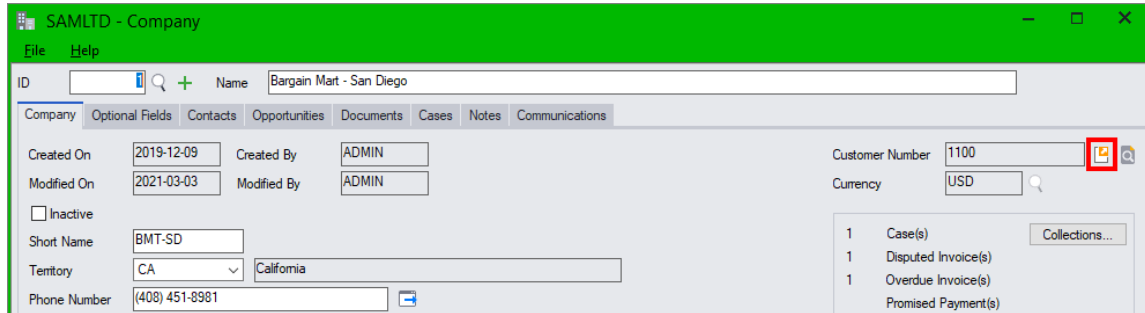 SAMLTD - Company
File Help
ID 1 Name Bargain Mart - San Diego
Company Optional Fields Contacts Opportunities Documents Cases Notes Communications
Created On 2019-12-09 Created By ADMIN Customer Number 1100
Modified On 2021-03-03 Modified By ADMIN Currency USD
Inactive
Short Name BMT-SD 1 Case(s) Collections...
1 Disputed Invoice(s)
Territory CA California 1 Overdue Invoice(s)
Phone Number (408) 451-8981 Promised Payment(s)